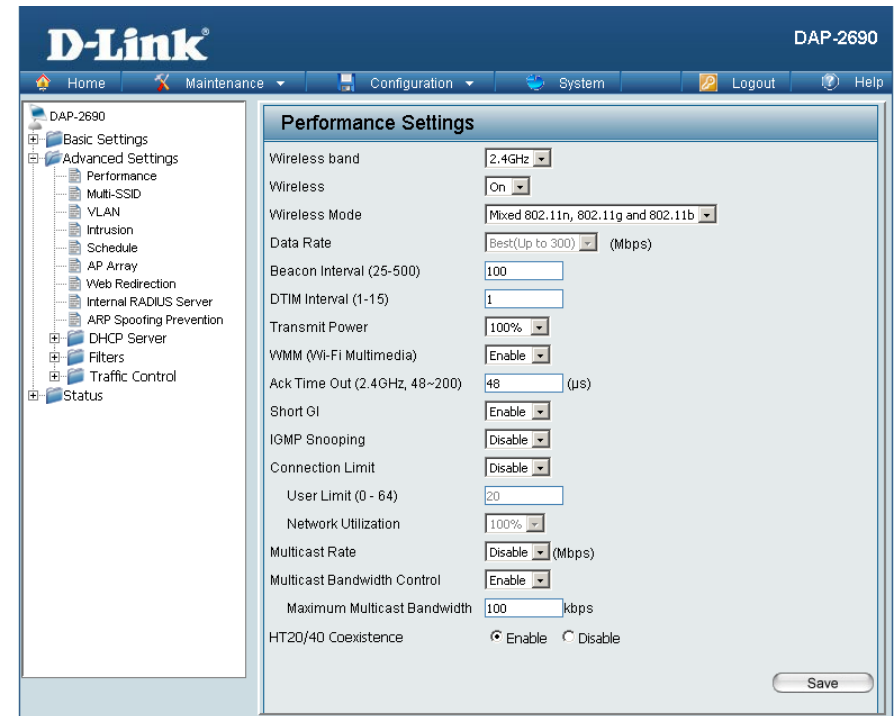 D-Link®
DAP-2690
Home Maintenance Configuration System Logout Help
DAP-2690
Basic Settings
Advanced Settings
Performance
Multi-SSID
VLAN
Intrusion
Schedule
AP Array
Web Redirection
Internal RADIUS Server
ARP Spoofing Prevention
DHCP Server
Filters
Traffic Control
Status
Performance Settings
Wireless band 2.4GHz
Wireless On
Wireless Mode Mixed 802.11n, 802.11g and 802.11b
Data Rate Best(Up to 300) (Mbps)
Beacon Interval (25-500) 100
DTIM Interval (1-15) 1
Transmit Power 100%
WMM (Wi-Fi Multimedia) Enable
Ack Time Out (2.4GHz, 48~200) 48 (μs)
Short GI Enable
IGMP Snooping Disable
Connection Limit Disable
User Limit (0 - 64) 20
Network Utilization 100%
Multicast Rate Disable (Mbps)
Multicast Bandwidth Control Enable
Maximum Multicast Bandwidth 100 kbps
HT20/40 Coexistence Enable Disable
Save